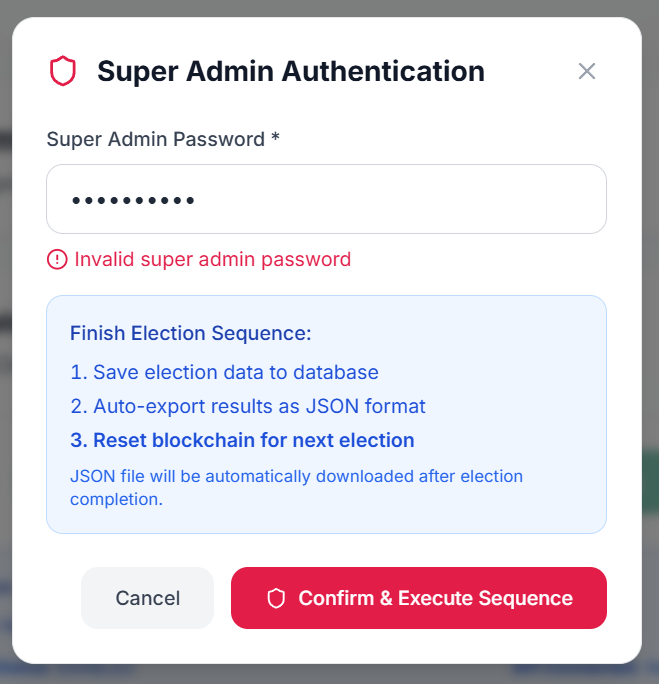 Super Admin Authentication
Super Admin Password *
••••••••••
Invalid super admin password
Finish Election Sequence:
1. Save election data to database
2. Auto-export results as JSON format
3. Reset blockchain for next election
JSON file will be automatically downloaded after election
completion.
Cancel
Confirm & Execute Sequence